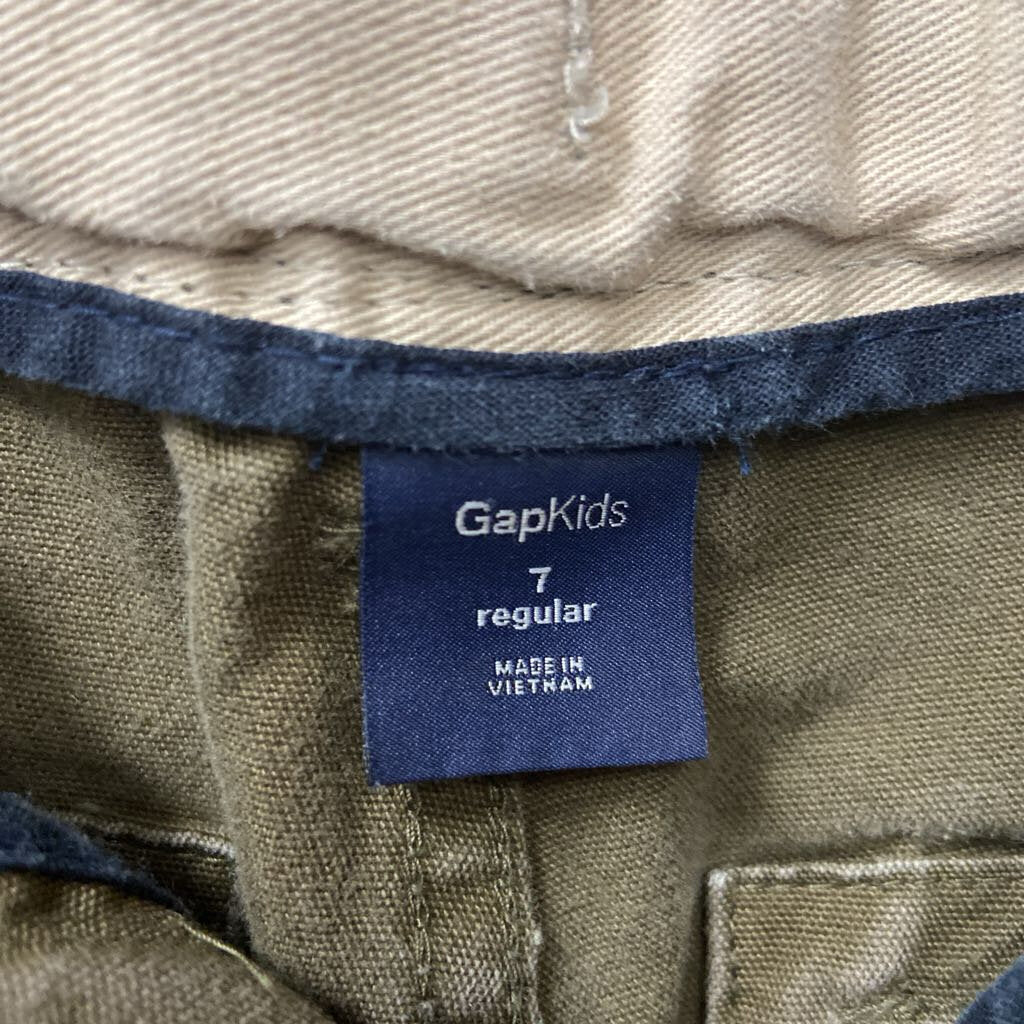 GapKids
7
regular
MADE IN
VIETNAM